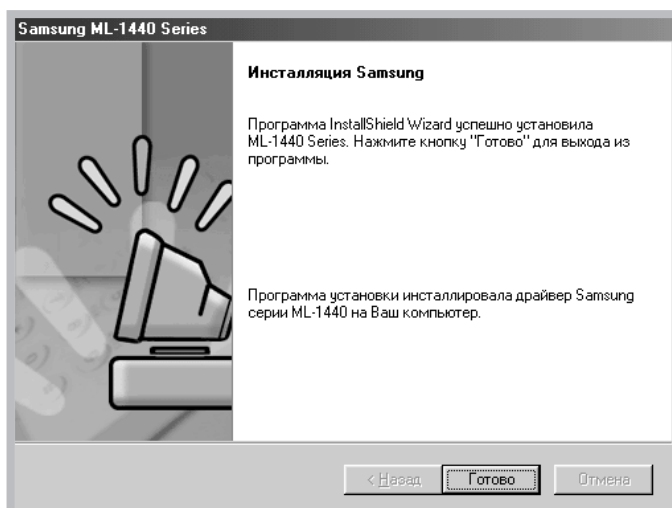 Samsung ML-1440 Series
Инсталляция Samsung
Программа InstallShield Wizard успешно установила
ML-1440 Series. Нажмите кнопку "Готово" для выхода из
программы.
Программа установки инсталлировала драйвер Samsung
серии ML-1440 на Ваш компьютер.
< Назад
Готово
Отмена